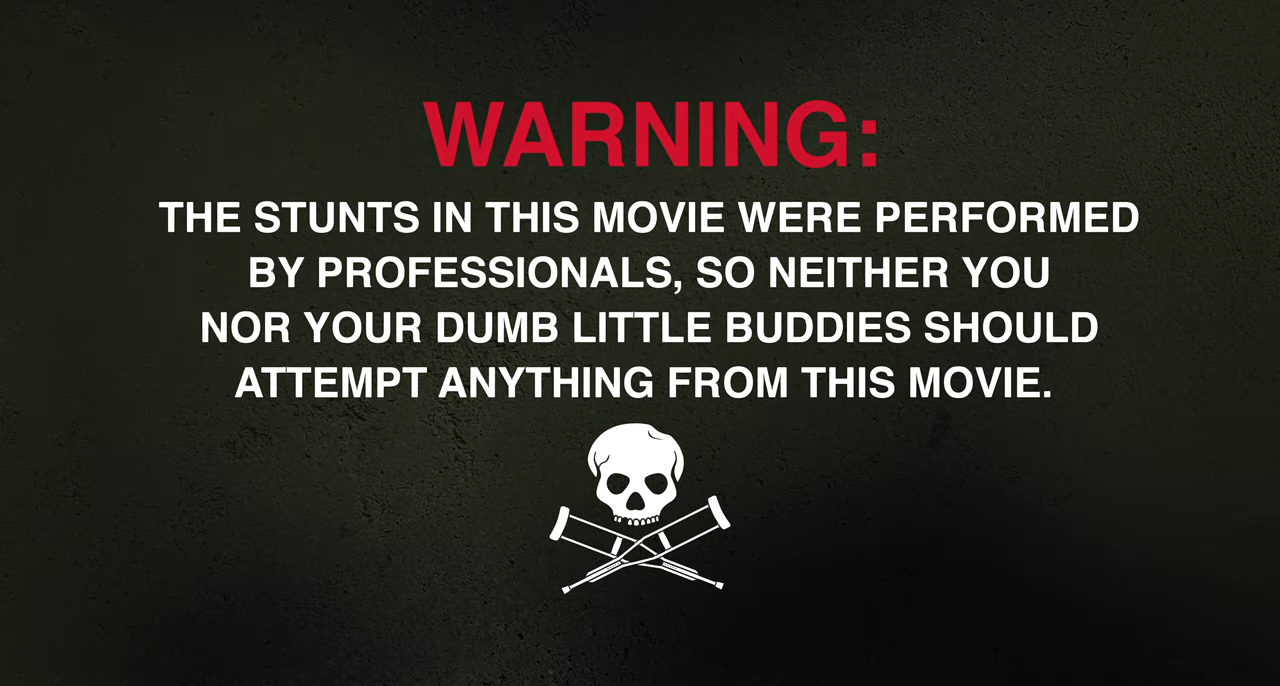 WARNING:
THE STUNTS IN THIS MOVIE WERE PERFORMED
BY PROFESSIONALS, SO NEITHER YOU
NOR YOUR DUMB LITTLE BUDDIES SHOULD
ATTEMPT ANYTHING FROM THIS MOVIE.